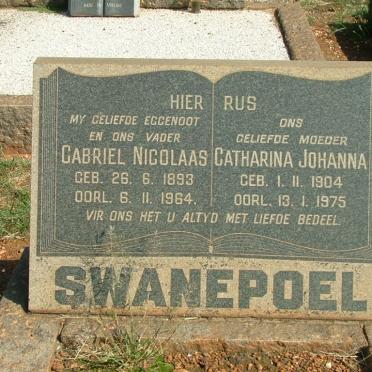 HIER RUS
MY GELIEFDE EGGENOOT
EN ONS VADER
GABRIEL NICOLAAS
GEB. 26. 6. 1893
OORL. 6. 11. 1964.
ONS
GELIEFDE MOEDER
CATHARINA JOHANNA
GEB. 1. 11. 1904
OORL. 13. 1. 1975
VIR ONS HET U ALTYD MET LIEFDE BEDEEL.
SWANEPOEL